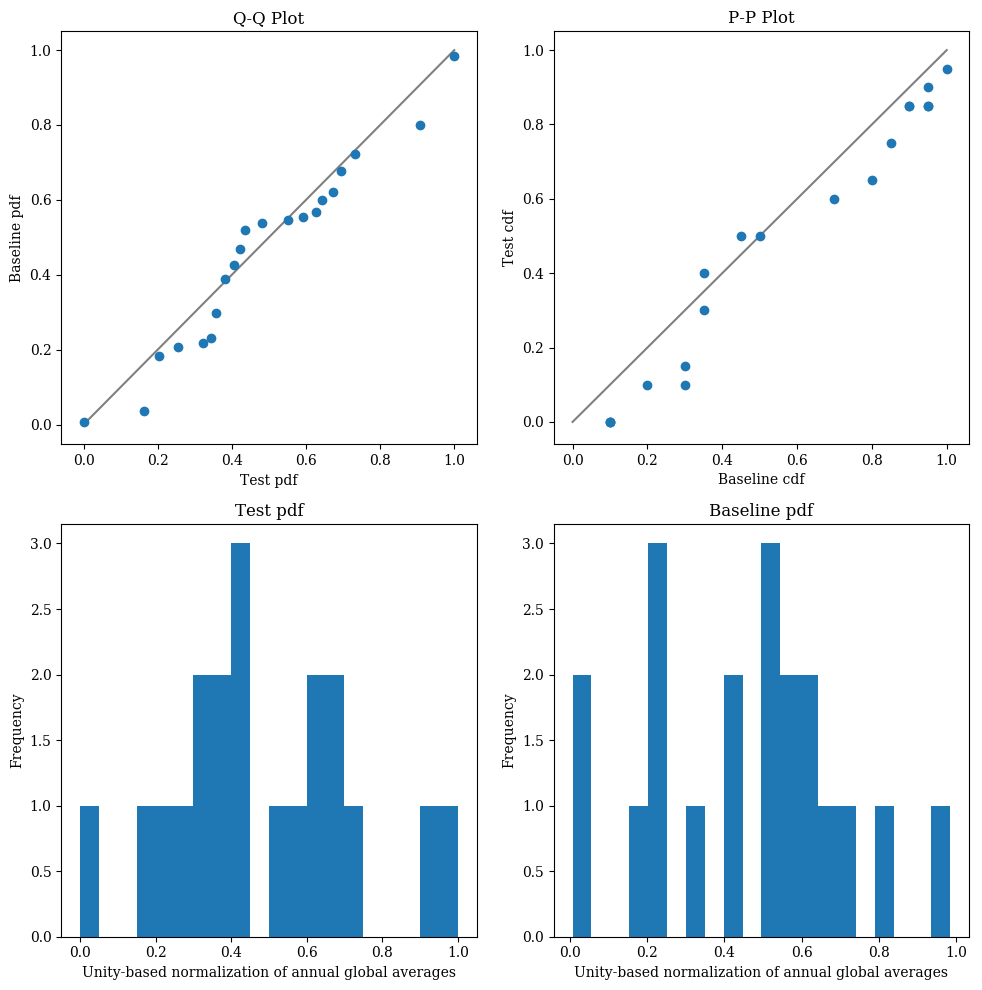 Q-Q Plot
1.0
0.8
0.6
0.4
0.2
0.0
Baseline pdf
0.0 0.2 0.4 0.6 0.8 1.0
Test pdf
P-P Plot
1.0
0.8
0.6
0.4
0.2
0.0
Test cdf
0.0 0.2 0.4 0.6 0.8 1.0
Baseline cdf
Test pdf
3.0
2.5
2.0
1.5
1.0
0.5
0.0
Frequency
0.0 0.2 0.4 0.6 0.8 1.0
Unity-based normalization of annual global averages
Baseline pdf
3.0
2.5
2.0
1.5
1.0
0.5
0.0
Frequency
0.0 0.2 0.4 0.6 0.8 1.0
Unity-based normalization of annual global averages